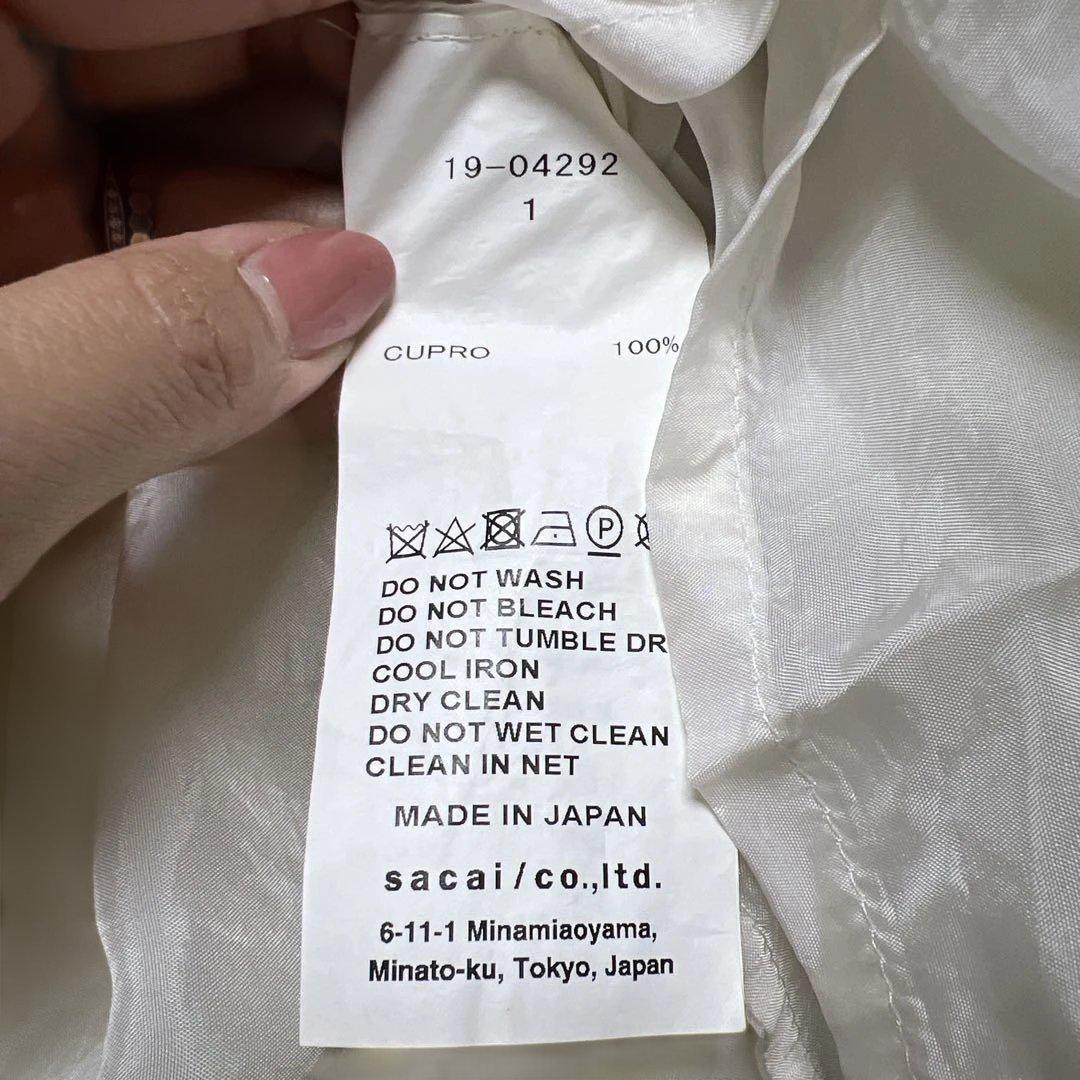 19-04292
1
CUPRO 100%
P
DO NOT WASH
DO NOT BLEACH
DO NOT TUMBLE DR
COOL IRON
DRY CLEAN
DO NOT WET CLEAN
CLEAN IN NET
MADE IN JAPAN
sacai/co.,ltd.
6-11-1 Minamiaoyama,
Minato-ku, Tokyo, Japan